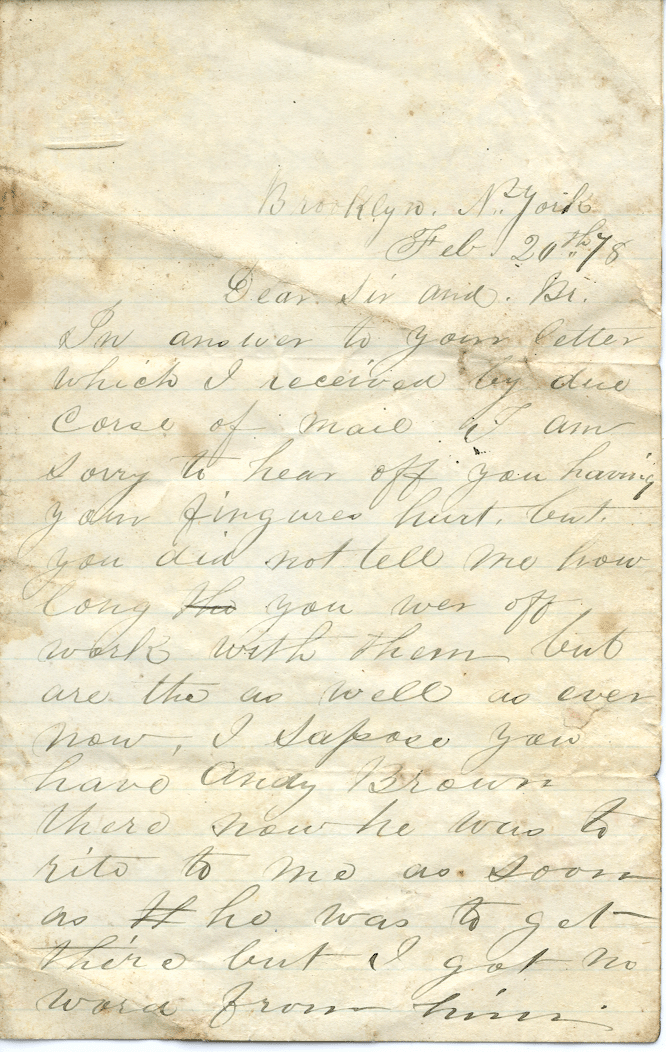 Brooklyn. N. York
Feb. 20th 78
Dear. Sir and. Br.
In answer to your letter
which I received by due
Corse of mail I am
sorry to hear off you having
your fingures hurt. but.
you did not tell me how
long the you wer off
work with them but
are the as well as ever
now, I sapose you
have Andy Brown
there now he was to
rite to me as soon
as H he was to get
there but I got no
word from him.